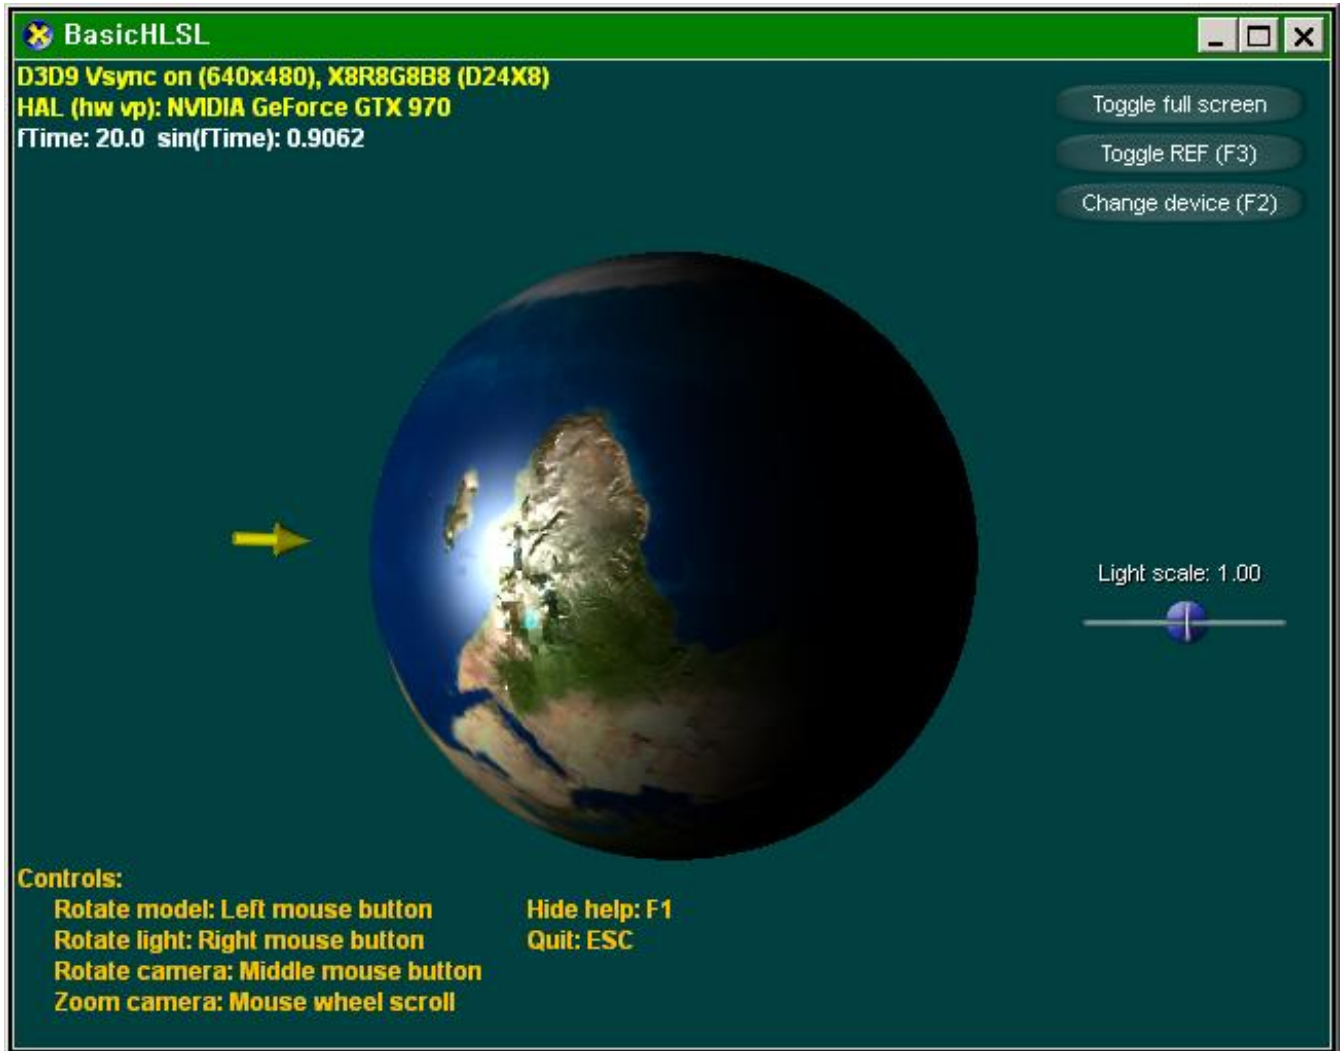 BasicHLSL
D3D9 Vsync on (640x480), X8R8G8B8 (D24X8)
HAL (hw vp): NVIDIA GeForce GTX 970
fTime: 20.0 sin(fTime): 0.9062
Toggle full screen
Toggle REF (F3)
Change device (F2)
Light scale: 1.00
Controls:
Rotate model: Left mouse button
Rotate light: Right mouse button
Rotate camera: Middle mouse button
Zoom camera: Mouse wheel scroll
Hide help: F1
Quit: ESC